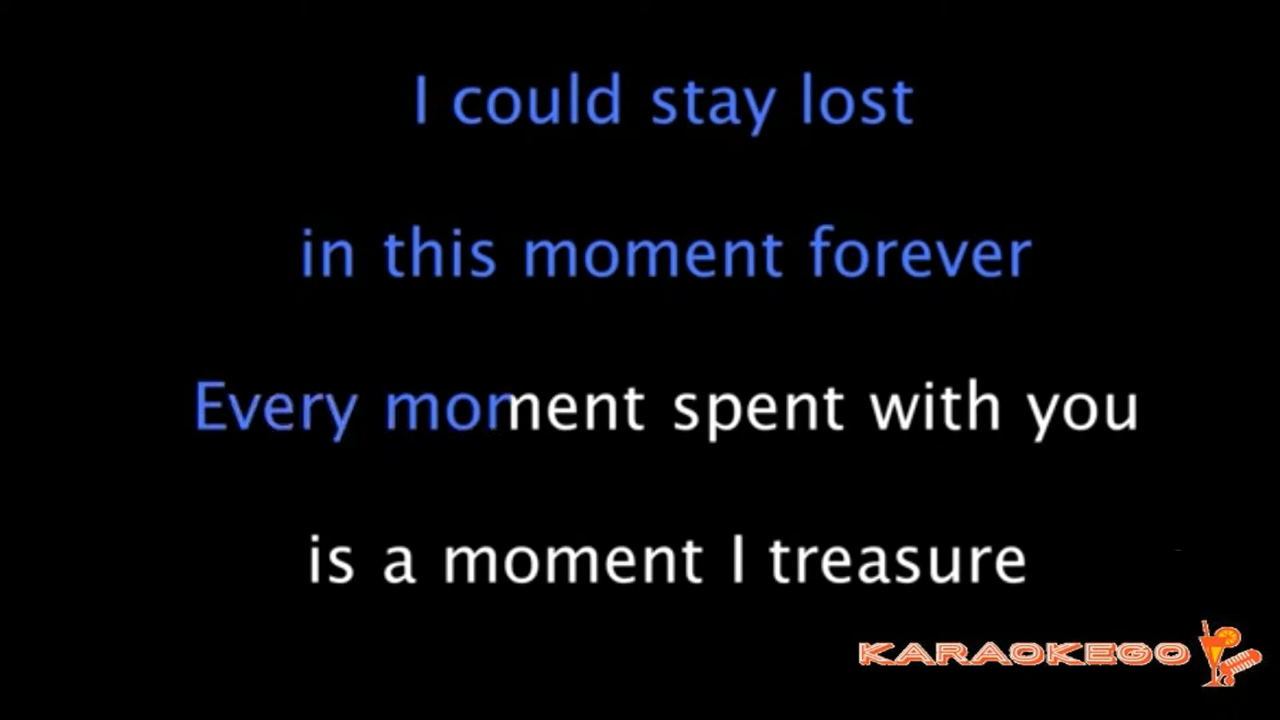 I could stay lost
in this moment forever
Every moment spent with you
is a moment I treasure
KARAOKEGO